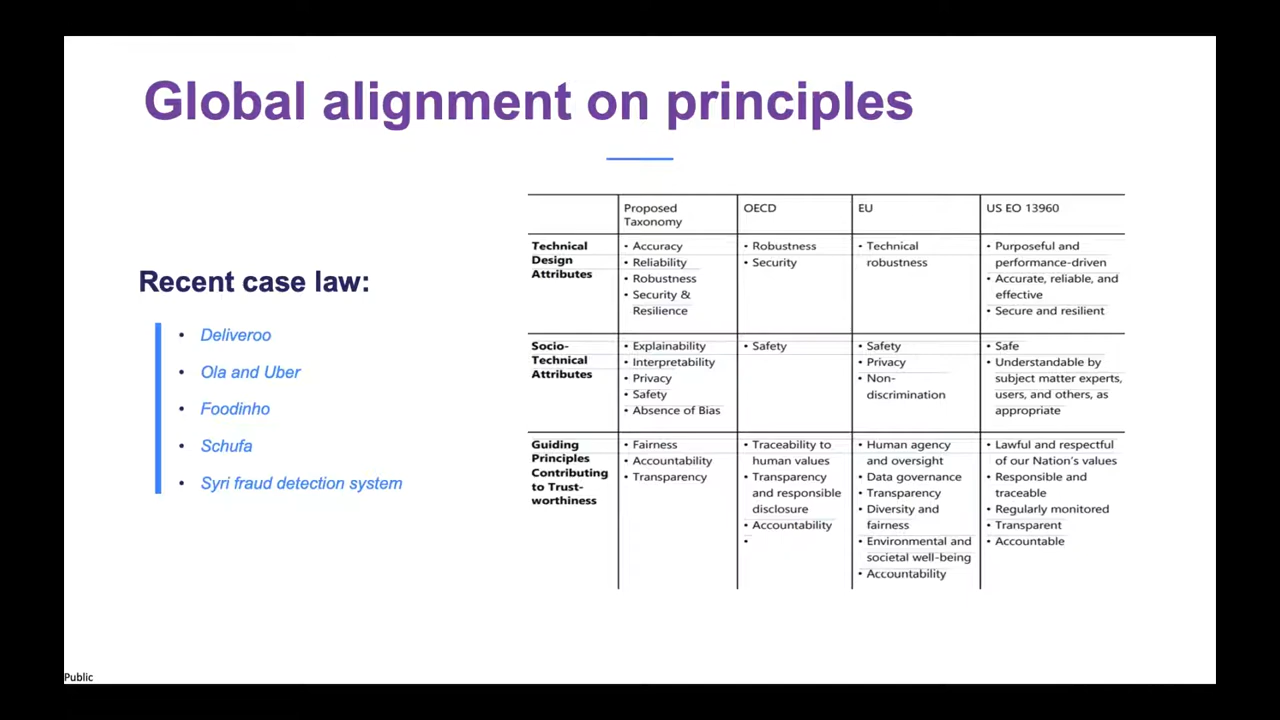 Global alignment on principles
Recent case law:
• Deliveroo
• Ola and Uber
• Foodinho
• Schufa
• Syri fraud detection system
Proposed
Taxonomy
OECD
EU
US EO 13960
Technical
Design
Attributes
• Accuracy
• Reliability
• Robustness
• Security &
Resilience
• Robustness
• Security
• Technical
robustness
• Purposeful and
performance-driven
• Accurate, reliable, and
effective
• Secure and resilient
Socio-
Technical
Attributes
• Explainability
• Interpretability
• Privacy
• Safety
• Absence of Bias
• Safety
• Safety
• Privacy
• Non-
discrimination
• Safe
• Understandable by
subject matter experts,
users, and others, as
appropriate
Guiding
Principles
Contributing
to Trust-
worthiness
• Fairness
• Accountability
• Transparency
• Traceability to
human values
• Transparency
and responsible
disclosure
• Accountability
•
• Human agency
and oversight
• Data governance
• Transparency
• Diversity and
fairness
• Environmental and
societal well-being
• Accountability
• Lawful and respectful
of our Nation's values
• Responsible and
traceable
• Regularly monitored
• Transparent
• Accountable
Public